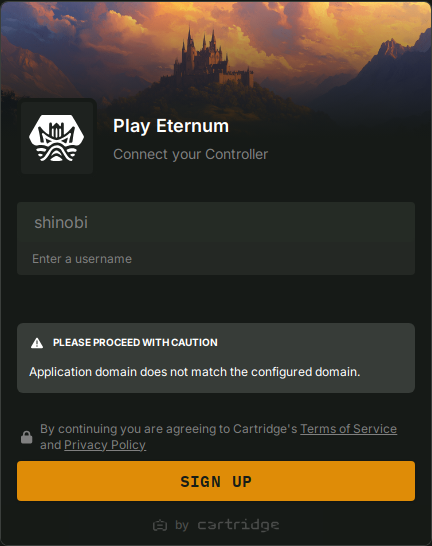 Play Eternum
Connect your Controller
shinobi
Enter a username
PLEASE PROCEED WITH CAUTION
Application domain does not match the configured domain.
By continuing you are agreeing to Cartridge's Terms of Service
and Privacy Policy
SIGN UP
by cartridge